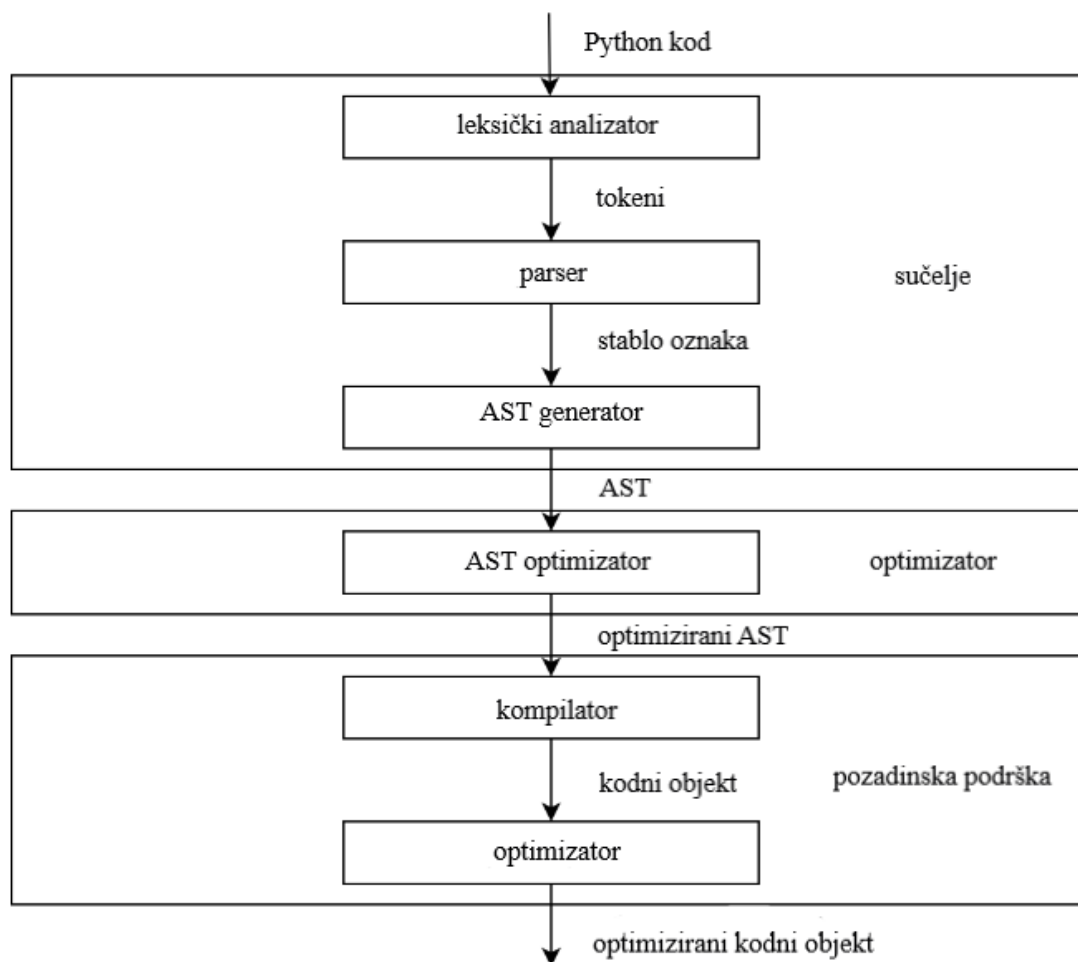 Python kod
leksički analizator
tokeni
parser
sučelje
stablo oznaka
AST generator
AST
AST optimizator
optimizator
optimizirani AST
kompilator
kodni objekt
pozadinska podrška
optimizator
optimizirani kodni objekt